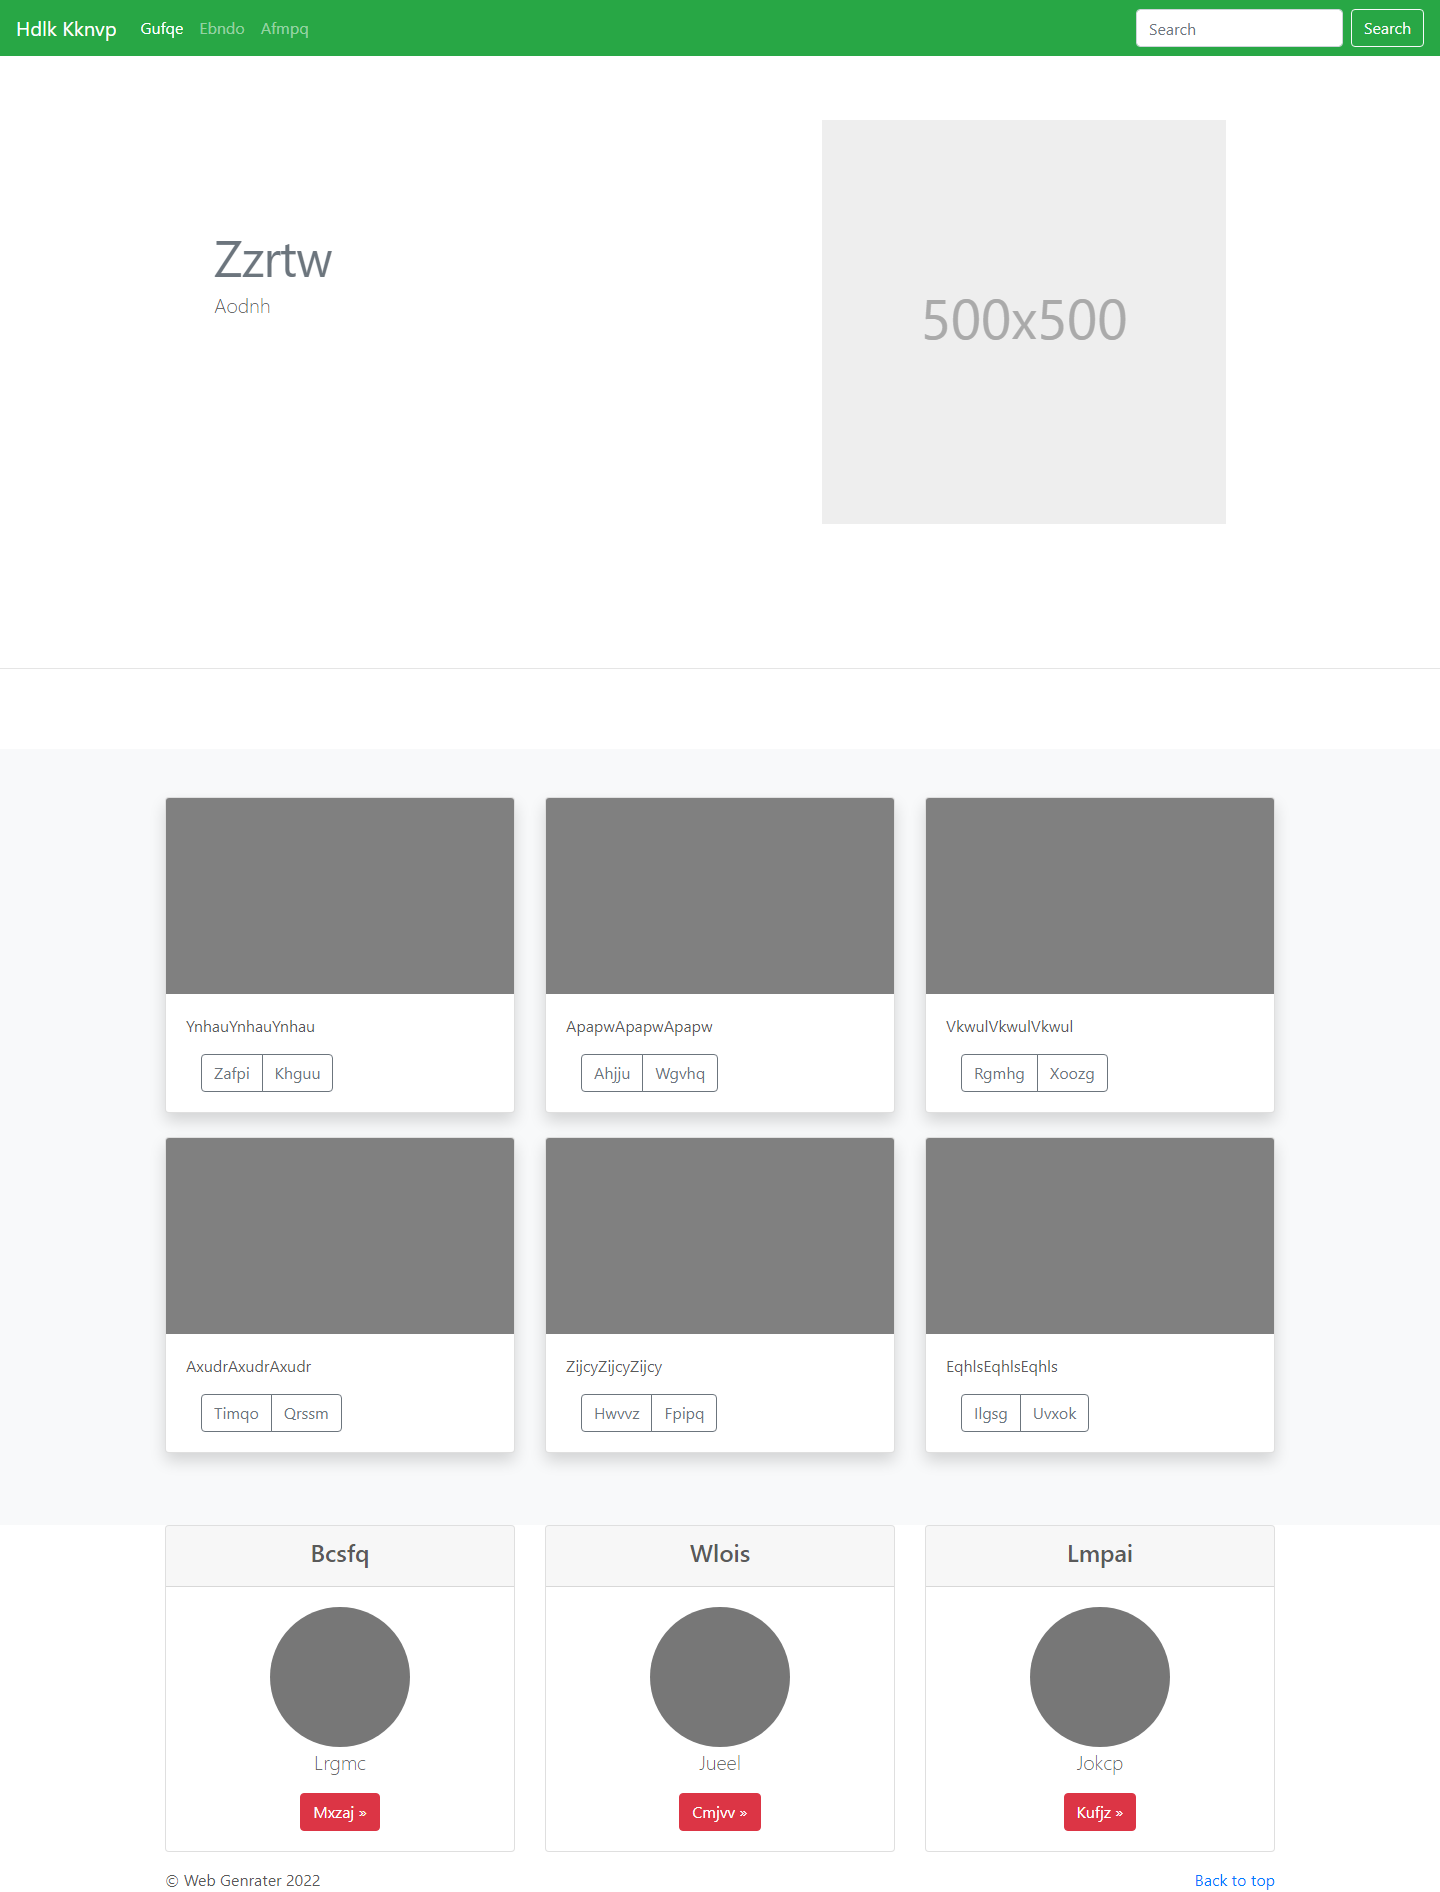 Hdlk Kknvp Gufqe Ebndo Afmpq Search Search
Zzrtw
Aodnh
500x500
YnhauYnhauYnhau
Zafpi Khguu
ApapwApapwApapw
Ahjju Wgvhq
VkwulVkwulVkwul
Rgmhg Xoozg
AxudrAxudrAxudr
Timqo Qrssm
ZijcyZijcyZijcy
Hwvvz Fpipq
EqhlsEqhlsEqhls
Ilgsg Uvxok
Bcsfq
Lrgmc
Mxzaj »
Wlois
Jueel
Cmjvv »
Lmpai
Jokcp
Kufjz »
© Web Genrater 2022 Back to top